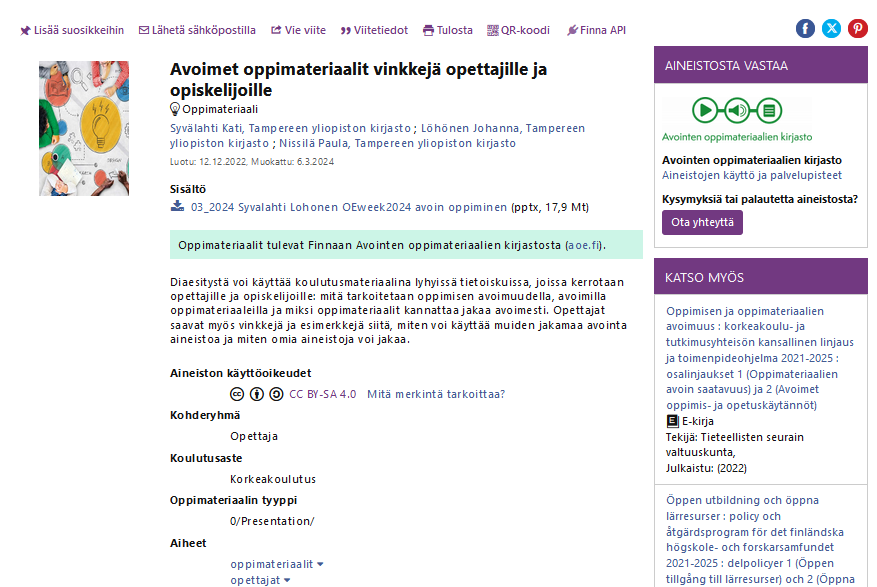 Lisää suosikkeihin
Lähetä sähköpostilla
Vie viite
Viitetiedot
Tulosta
QR-koodi
Finna API
Avoimet oppimateriaalit vinkkejä opettajille ja
opiskelijoille
Oppimateriaali
Syvälahti Kati, Tampereen yliopiston kirjasto ; Löhönen Johanna, Tampereen
yliopiston kirjasto ; Nissilä Paula, Tampereen yliopiston kirjasto
Luotu: 12.12.2022, Muokattu: 6.3.2024
Sisältö
03_2024 Syvalahti Lohonen OEweek2024 avoin oppiminen (pptx, 17,9 Mt)
Oppimateriaalit tulevat Finnaan Avointen oppimateriaalien kirjastosta (aoe.fi).
Diaesitystä voi käyttää koulutusmateriaalina lyhyissä tietoiskuissa, joissa kerrotaan
opettajille ja opiskelijoille: mitä tarkoitetaan oppimisen avoimuudella, avoimilla
oppimateriaaleilla ja miksi oppimateriaalit kannattaa jakaa avoimesti. Opettajat
saavat myös vinkkejä ja esimerkkejä siitä, miten voi käyttää muiden jakamaa avointa
aineistoa ja miten omia aineistoja voi jakaa.
Aineiston käyttöoikeudet
CC BY-SA 4.0 Mitä merkintä tarkoittaa?
Kohderyhmä
Opettaja
Koulutusaste
Korkeakoulutus
Oppimateriaalin tyyppi
0/Presentation/
Aiheet
oppimateriaalit
opettajat
AINEISTOSTA VASTAA
Avointen oppimateriaalien kirjasto
Avointen oppimateriaalien kirjasto
Aineistojen käyttö ja palvelupisteet
Kysymyksiä tai palautetta aineistosta?
Ota yhteyttä
KATSO MYÖS
Oppimisen ja oppimateriaalien
avoimuus : korkeakoulu- ja
tutkimusyhteisön kansallinen linjaus
ja toimenpideohjelma 2021-2025 :
osalinjaukset 1 (Oppimateriaalien
avoin saatavuus) ja 2 (Avoimet
oppimis- ja opetuskäytännöt)
E-kirja
Tekijä: Tieteellisten seurain
valtuuskunta,
Julkaistu: (2022)
Öppen utbildning och öppna
lärresurser : policy och
åtgärdsprogram för det finländska
högskole- och forskarsamfundet
2021-2025 : delpolicyer 1 (Öppen
tillgång till lärresurser) och 2 (Öppna